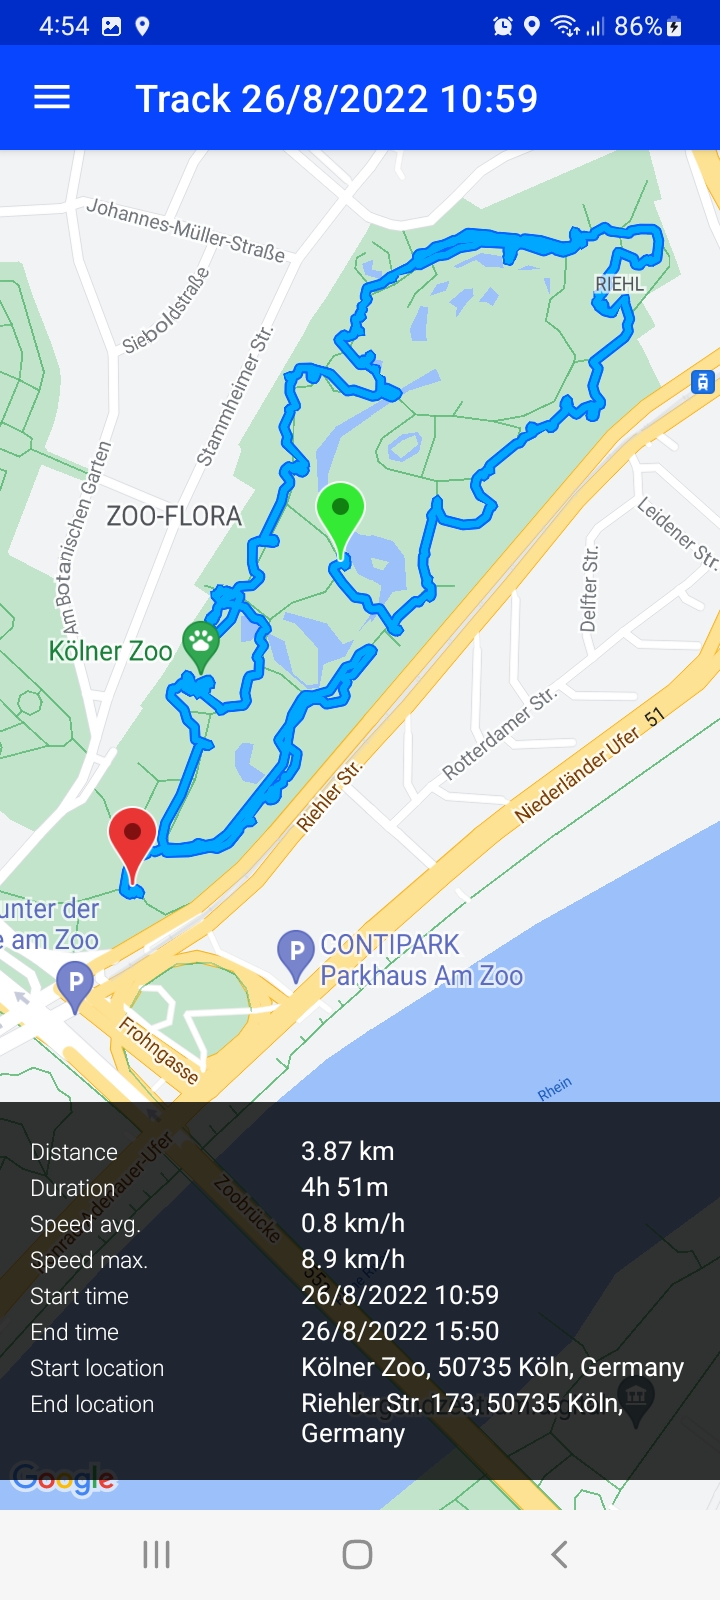 4:54
86%
Track 26/8/2022 10:59
Johannes-Müller-Straße
Sieboldstraße
Stammheimer Str.
RIEHL
Am Botanischen Garten
ZOO-FLORA
Leidener Str.
Delfter Str.
Kölner Zoo
Rotterdamer Str.
51
Niederländer Ufer
Riehler Str.
unter der
e am Zoo
P
CONTIPARK
Parkhaus Am Zoo
P
Frohngasse
Rhein
Zoobrücke
Distance 3.87 km
Duration 4h 51m
Speed avg. 0.8 km/h
Speed max. 8.9 km/h
Start time 26/8/2022 10:59
End time 26/8/2022 15:50
Start location Kölner Zoo, 50735 Köln, Germany
End location Riehler Str. 173, 50735 Köln,
Germany
Google